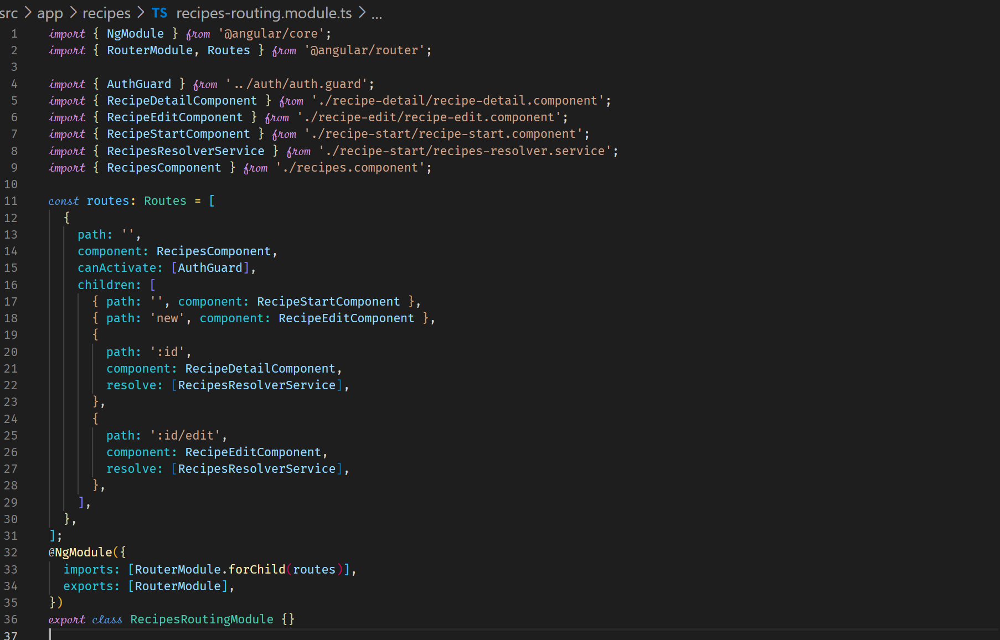 src > app > recipes > TS recipes-routing.module.ts > ...
1 import { NgModule } from '@angular/core';
2 import { RouterModule, Routes } from '@angular/router';
3
4 import { AuthGuard } from '../auth/auth.guard';
5 import { RecipeDetailComponent } from './recipe-detail/recipe-detail.component';
6 import { RecipeEditComponent } from './recipe-edit/recipe-edit.component';
7 import { RecipeStartComponent } from './recipe-start/recipe-start.component';
8 import { RecipesResolverService } from './recipe-start/recipes-resolver.service';
9 import { RecipesComponent } from './recipes.component';
10
11 const routes: Routes = [
12   {
13     path: '',
14     component: RecipesComponent,
15     canActivate: [AuthGuard],
16     children: [
17       { path: '', component: RecipeStartComponent },
18       { path: 'new', component: RecipeEditComponent },
19       {
20         path: ':id',
21         component: RecipeDetailComponent,
22         resolve: [RecipesResolverService],
23       },
24       {
25         path: ':id/edit',
26         component: RecipeEditComponent,
27         resolve: [RecipesResolverService],
28       },
29     ],
30   },
31 ];
32 @NgModule({
33   imports: [RouterModule.forChild(routes)],
34   exports: [RouterModule],
35 })
36 export class RecipesRoutingModule {}
37